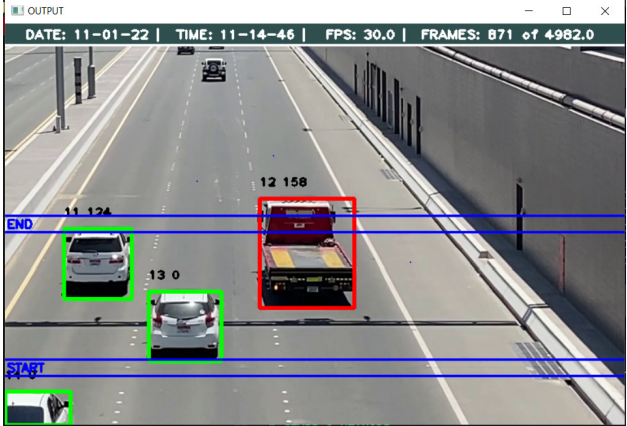 OUTPUT
DATE: 11-01-22 | TIME: 11-14-46 | FPS: 30.0 | FRAMES: 871 of 4982.0
12 158
11 124
END
13 0
START